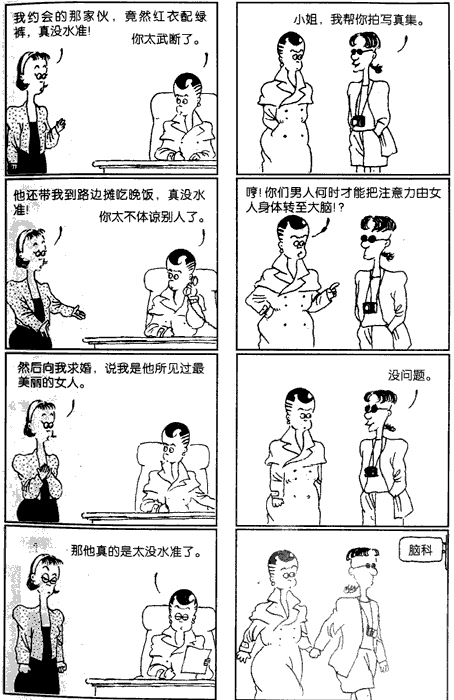 我约会的那家伙，竟然红衣配绿
裤，真没水准!
你太武断了。
他还带我到路边摊吃晚饭，真没水
准!
你太不体谅别人了。
然后向我求婚，说我是他所见过最
美丽的女人。
那他真的是太没水准了。
小姐，我帮你拍写真集。
哼!你们男人何时才能把注意力由女
人身体转至大脑!?
没问题。
脑科